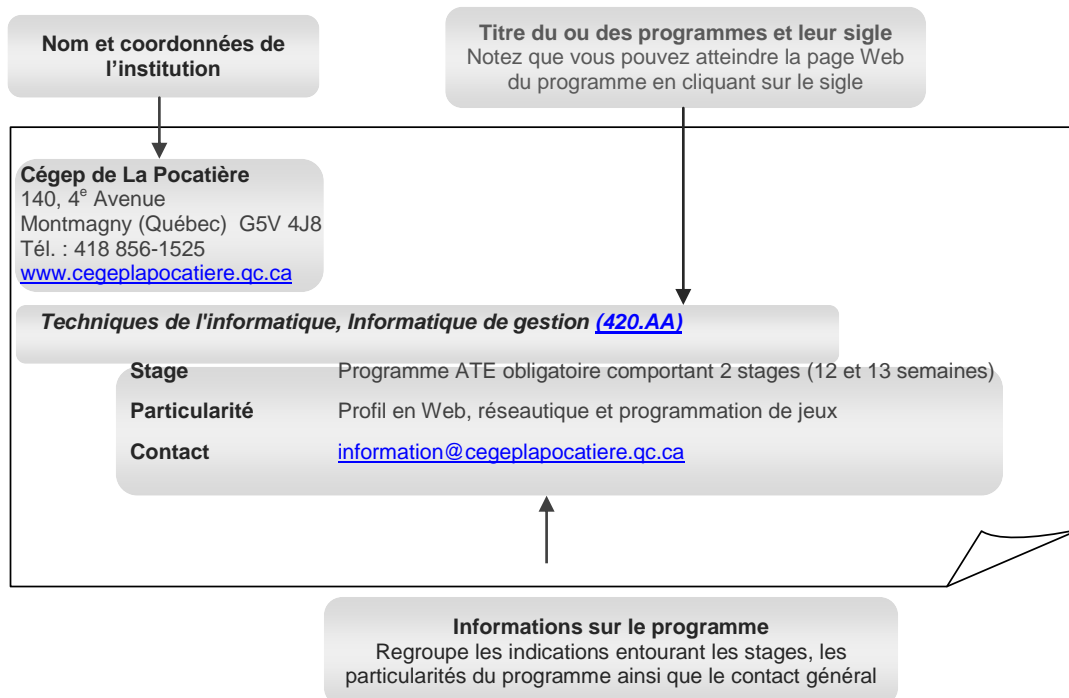 Nom et coordonnées de
l'institution
Titre du ou des programmes et leur sigle
Notez que vous pouvez atteindre la page Web
du programme en cliquant sur le sigle
Cégep de La Pocatière
140, 4e Avenue
Montmagny (Québec)  G5V 4J8
Tél. : 418 856-1525
www.cegeplapocatiere.qc.ca
Techniques de l'informatique, Informatique de gestion (420.AA)
Stage Programme ATE obligatoire comportant 2 stages (12 et 13 semaines)
Particularité Profil en Web, réseautique et programmation de jeux
Contact information@cegeplapocatiere.qc.ca
Informations sur le programme
Regroupe les indications entourant les stages, les
particularités du programme ainsi que le contact général